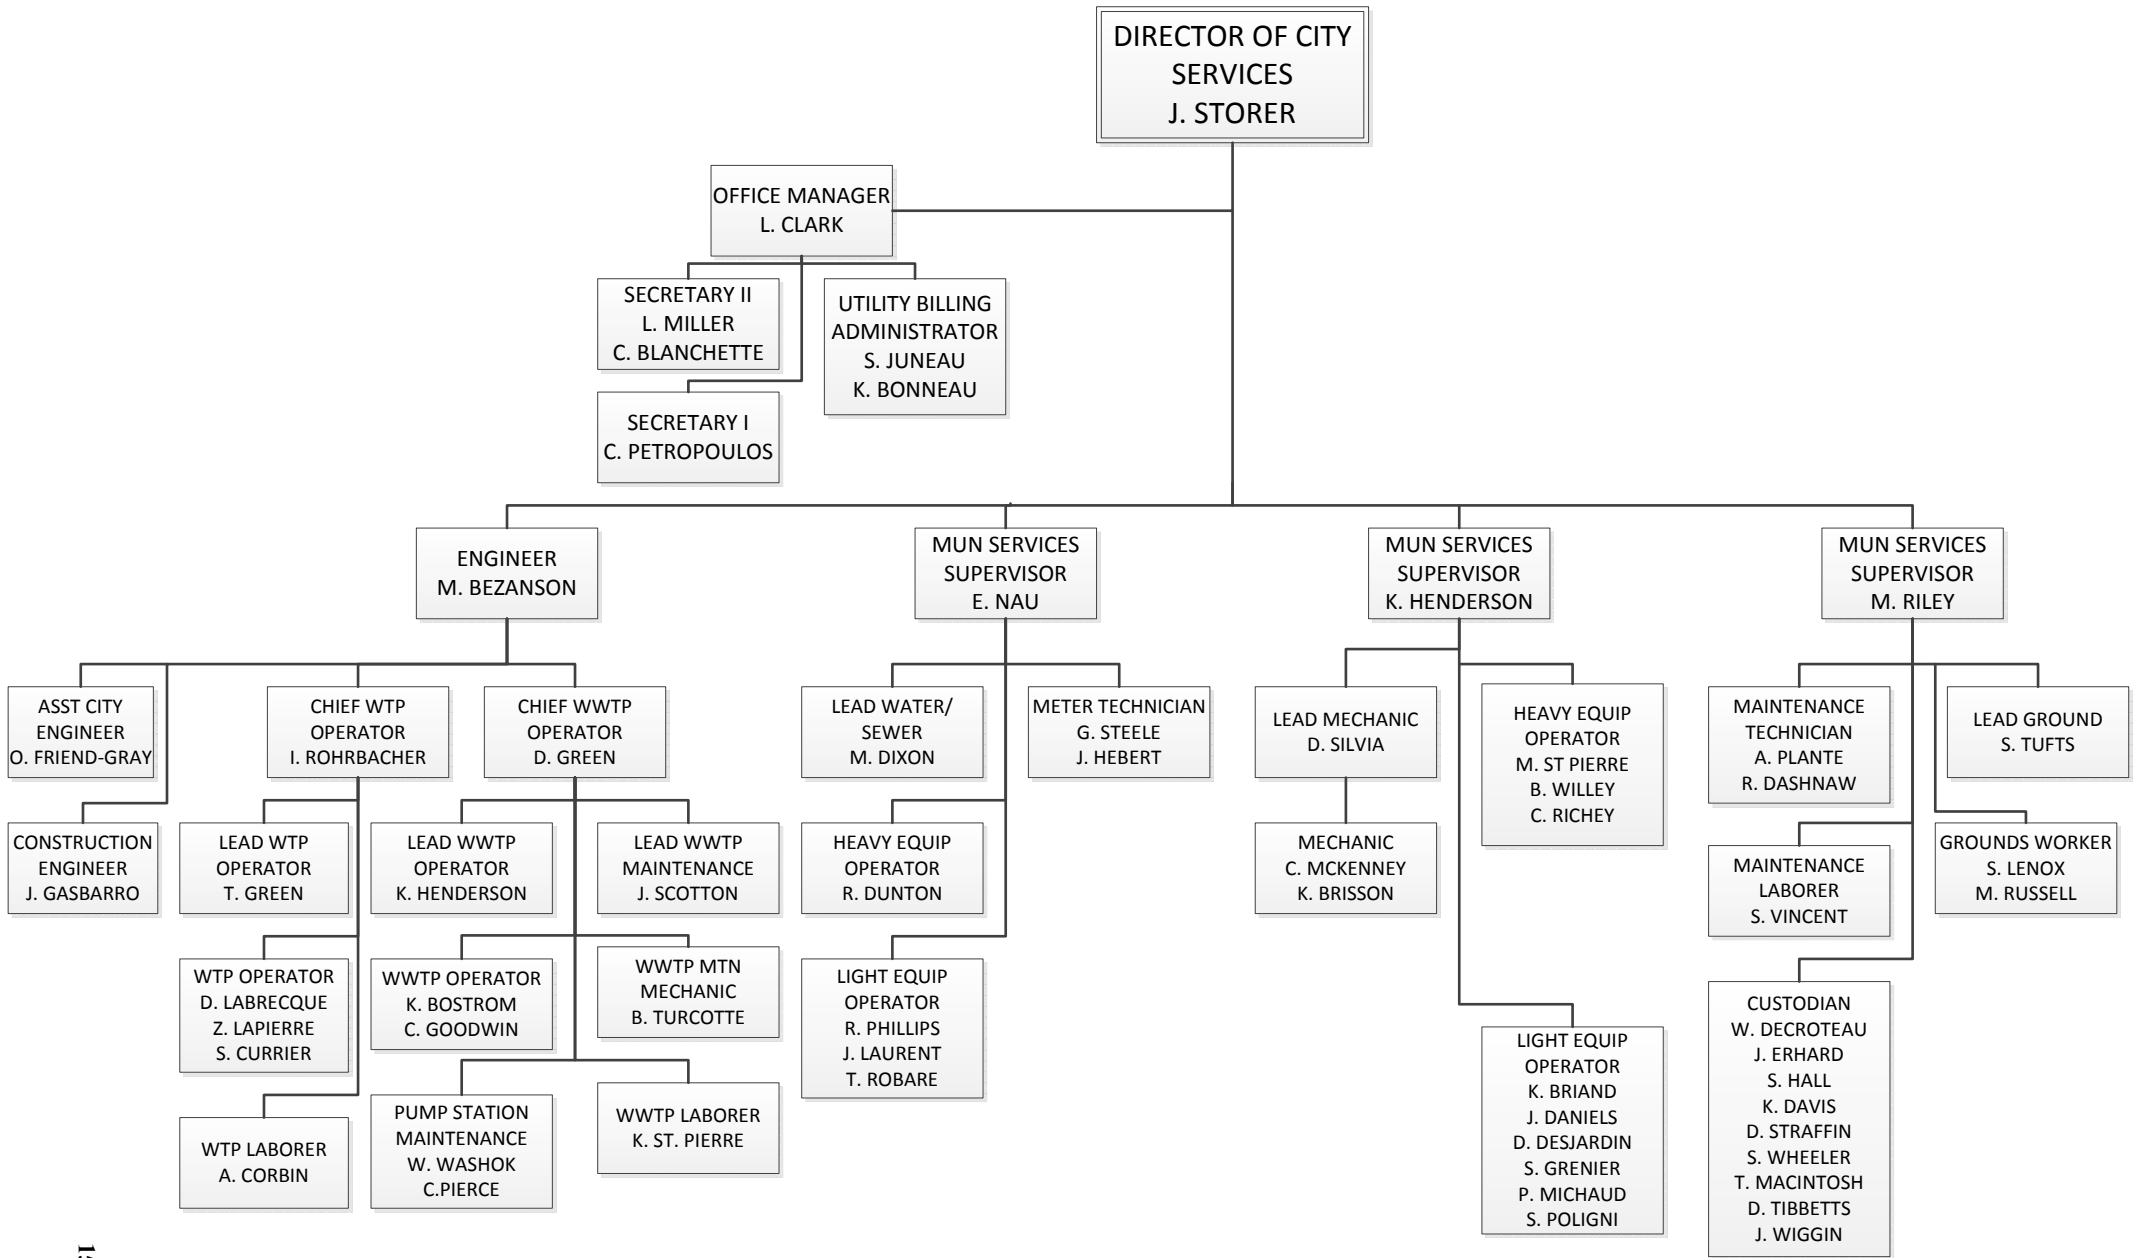 DIRECTOR OF CITY
SERVICES
J. STORER
OFFICE MANAGER
L. CLARK
SECRETARY II
L. MILLER
C. BLANCHETTE
UTILITY BILLING
ADMINISTRATOR
S. JUNEAU
K. BONNEAU
SECRETARY I
C. PETROPOULOS
ENGINEER
M. BEZANSON
MUN SERVICES
SUPERVISOR
E. NAU
MUN SERVICES
SUPERVISOR
K. HENDERSON
MUN SERVICES
SUPERVISOR
M. RILEY
ASST CITY
ENGINEER
O. FRIEND-GRAY
CHIEF WTP
OPERATOR
I. ROHRBACHER
CHIEF WWTP
OPERATOR
D. GREEN
LEAD WATER/
SEWER
M. DIXON
METER TECHNICIAN
G. STEELE
J. HEBERT
LEAD MECHANIC
D. SILVIA
HEAVY EQUIP
OPERATOR
M. ST PIERRE
B. WILLEY
C. RICHEY
MAINTENANCE
TECHNICIAN
A. PLANTE
R. DASHNAW
LEAD GROUND
S. TUFTS
CONSTRUCTION
ENGINEER
J. GASBARRO
LEAD WTP
OPERATOR
T. GREEN
LEAD WWTP
OPERATOR
K. HENDERSON
LEAD WWTP
MAINTENANCE
J. SCOTTON
HEAVY EQUIP
OPERATOR
R. DUNTON
MECHANIC
C. MCKENNEY
K. BRISSON
MAINTENANCE
LABORER
S. VINCENT
GROUNDS WORKER
S. LENOX
M. RUSSELL
WTP OPERATOR
D. LABRECQUE
Z. LAPIERRE
S. CURRIER
WWTP OPERATOR
K. BOSTROM
C. GOODWIN
WWTP MTN
MECHANIC
B. TURCOTTE
LIGHT EQUIP
OPERATOR
R. PHILLIPS
J. LAURENT
T. ROBARE
WTP LABORER
A. CORBIN
PUMP STATION
MAINTENANCE
W. WASHOK
C.PIERCE
WWTP LABORER
K. ST. PIERRE
LIGHT EQUIP
OPERATOR
K. BRIAND
J. DANIELS
D. DESJARDIN
S. GRENIER
P. MICHAUD
S. POLIGNI
CUSTODIAN
W. DECROTEAU
J. ERHARD
S. HALL
K. DAVIS
D. STRAFFIN
S. WHEELER
T. MACINTOSH
D. TIBBETTS
J. WIGGIN